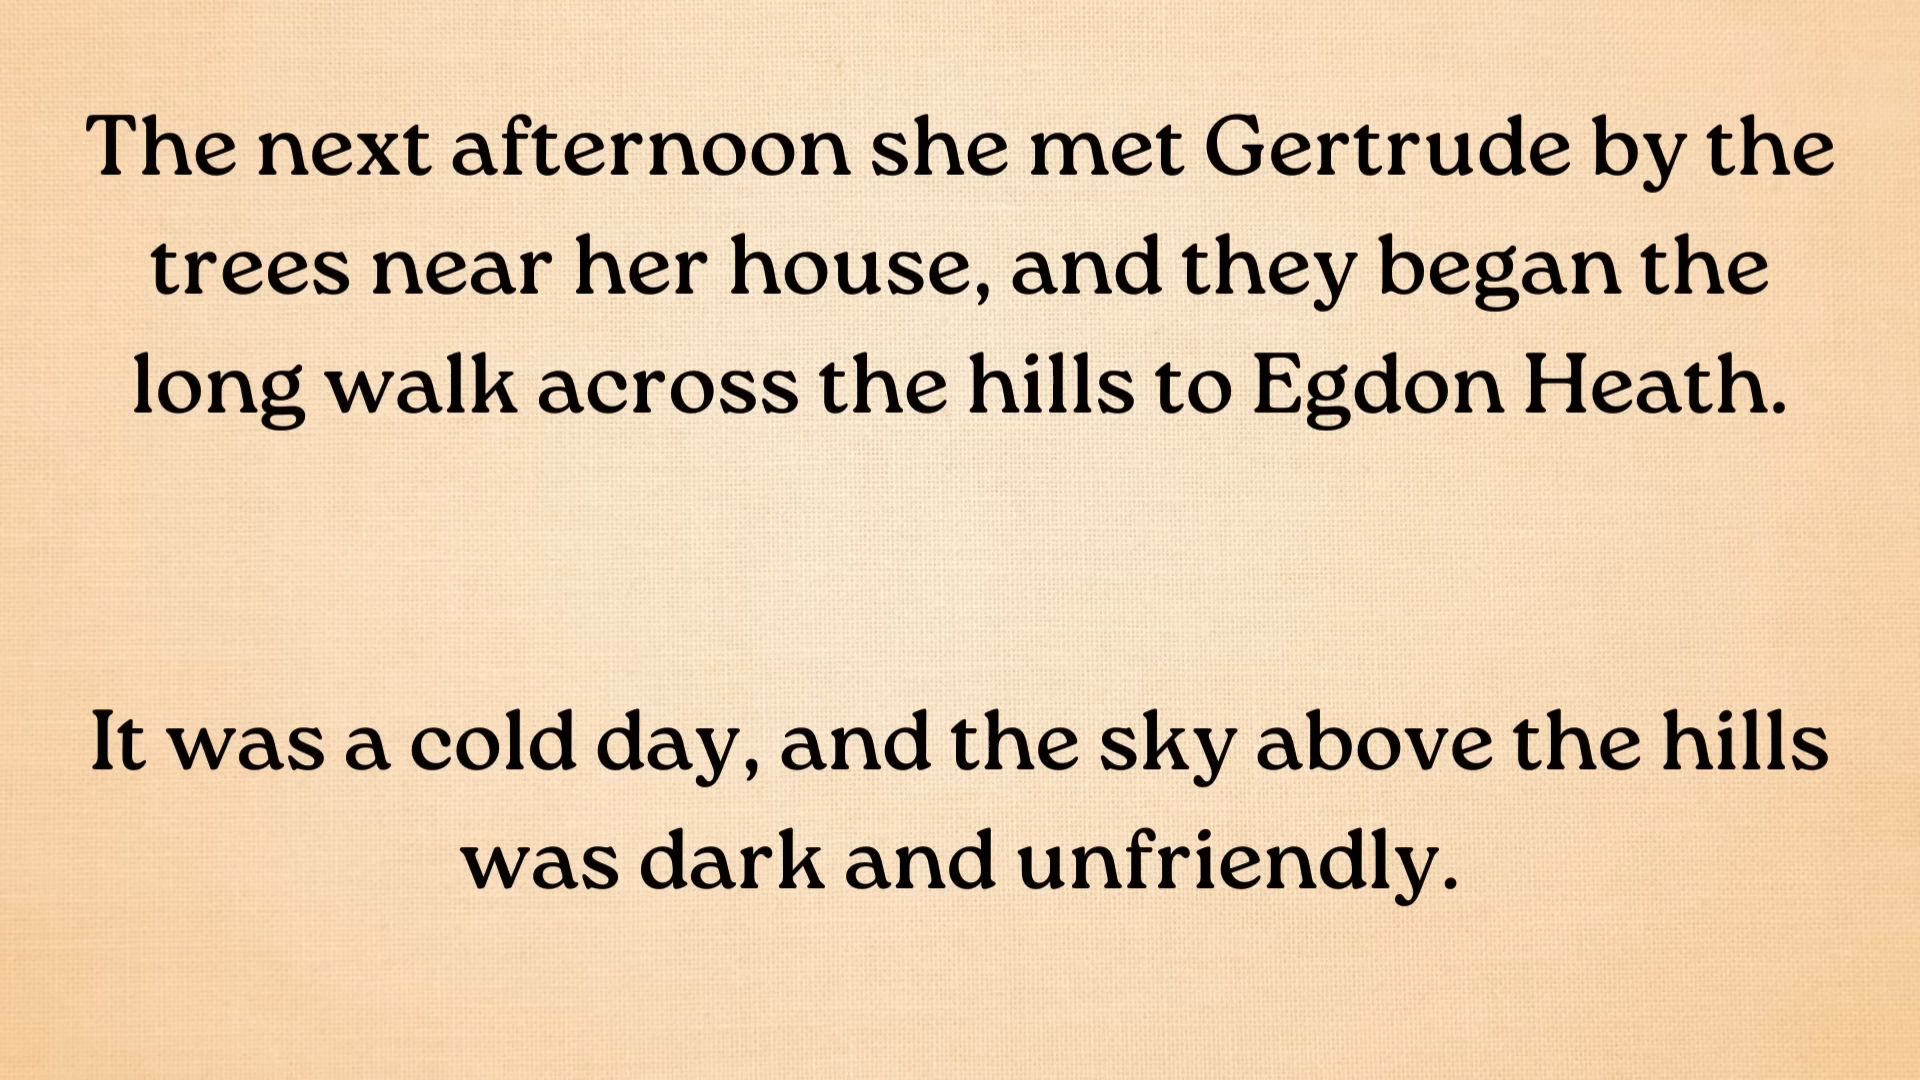 The next afternoon she met Gertrude by the
trees near her house, and they began the
long walk across the hills to Egdon Heath.
It was a cold day, and the sky above the hills
was dark and unfriendly.